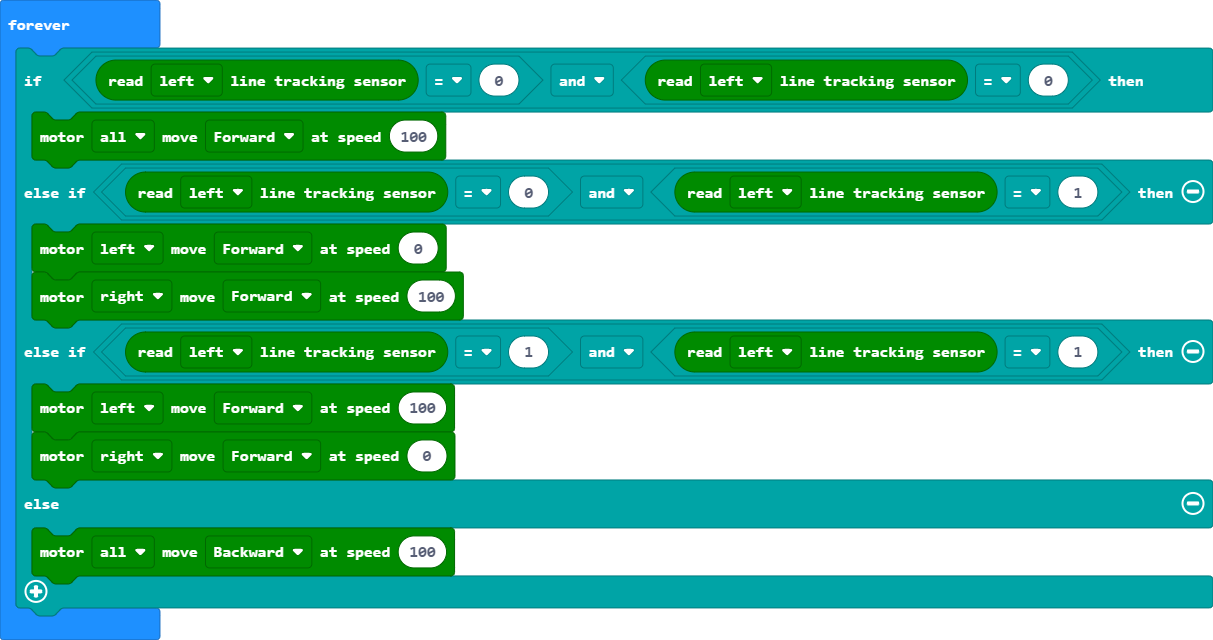 forever
if read left line tracking sensor = 0 and read left line tracking sensor = 0 then
motor all move Forward at speed 100
else if read left line tracking sensor = 0 and read left line tracking sensor = 1 then
motor left move Forward at speed 0
motor right move Forward at speed 100
else if read left line tracking sensor = 1 and read left line tracking sensor = 1 then
motor left move Forward at speed 100
motor right move Forward at speed 0
else
motor all move Backward at speed 100